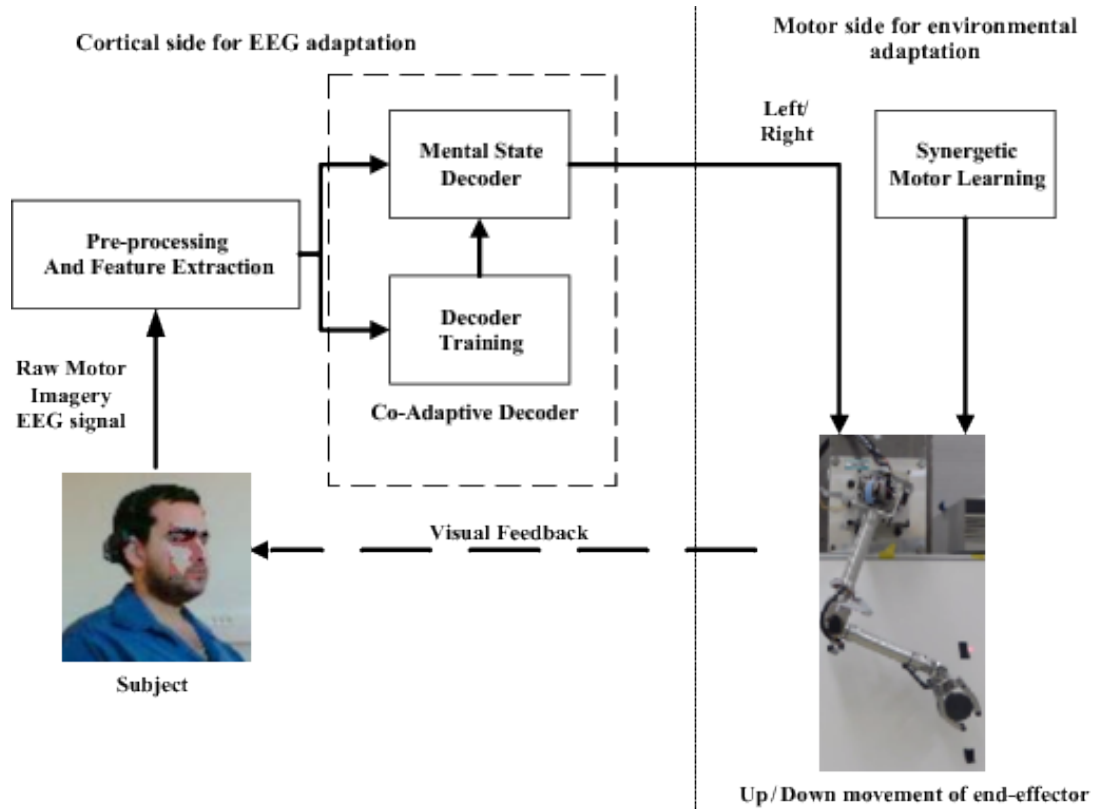 Cortical side for EEG adaptation
Motor side for environmental
adaptation
Mental State
Decoder
Left/
Right
Synergetic
Motor Learning
Pre-processing
And Feature Extraction
Decoder
Training
Raw Motor
Imagery
EEG signal
Co-Adaptive Decoder
Visual Feedback
Subject
Up/Down movement of end-effector